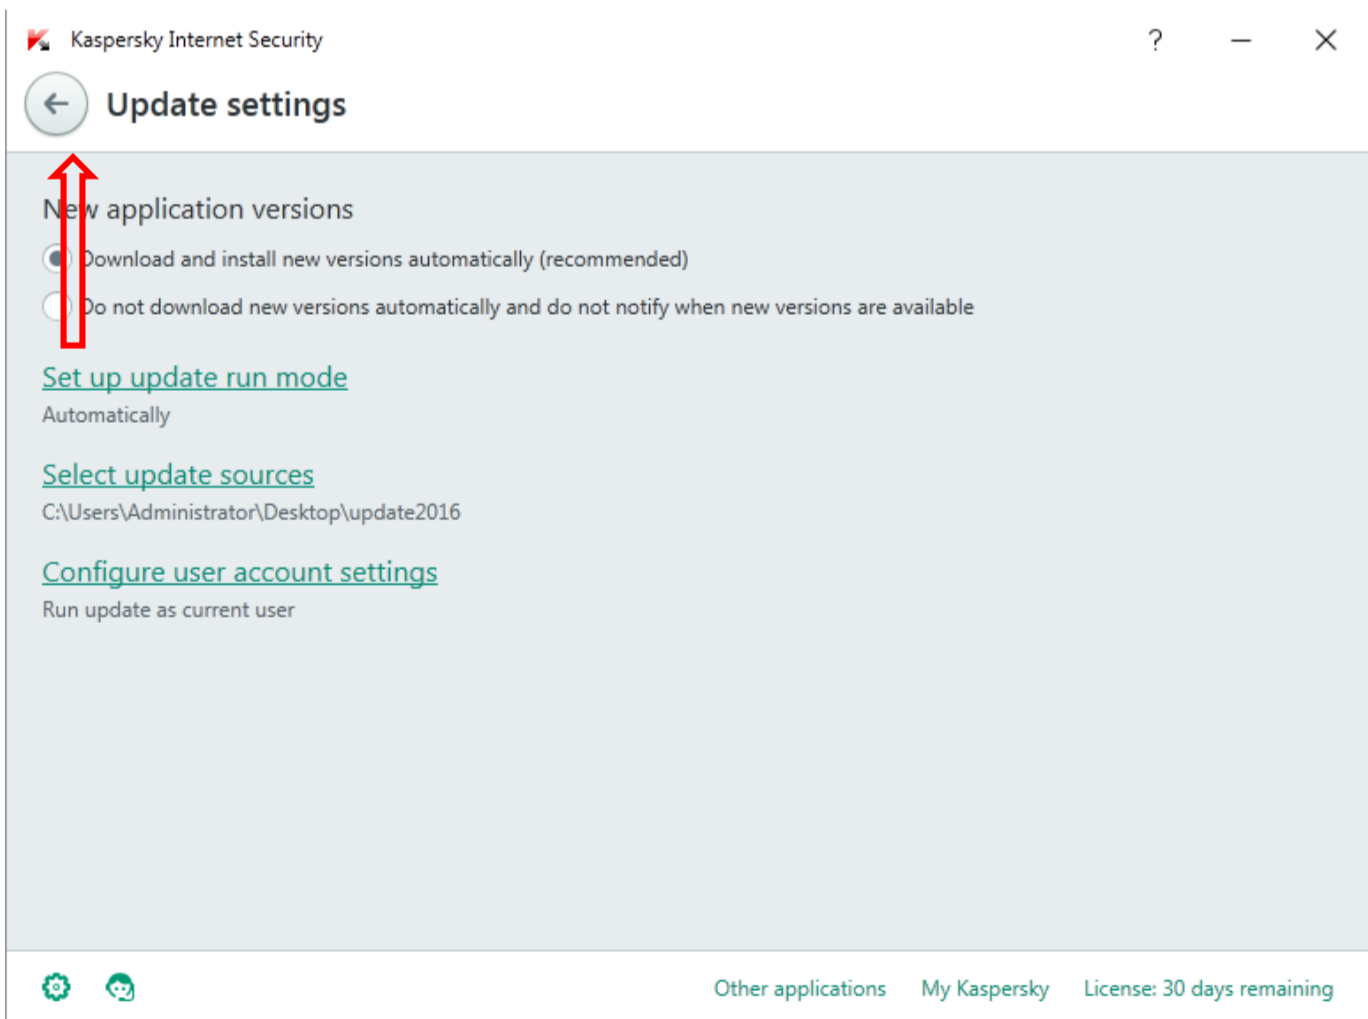 Kaspersky Internet Security
?
Update settings
New application versions
Download and install new versions automatically (recommended)
Do not download new versions automatically and do not notify when new versions are available
Set up update run mode
Automatically
Select update sources
C:\Users\Administrator\Desktop\update2016
Configure user account settings
Run update as current user
Other applications My Kaspersky License: 30 days remaining